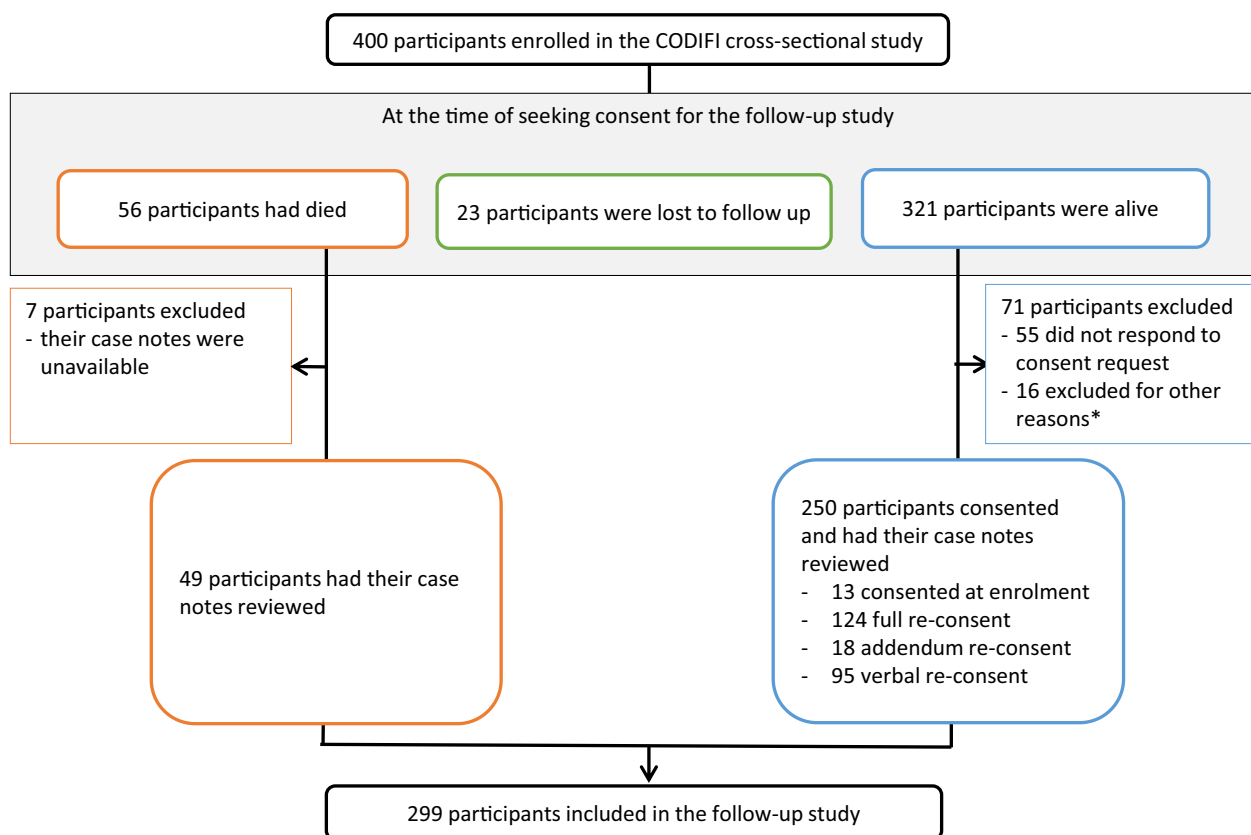 400 participants enrolled in the CODIFI cross-sectional study
At the time of seeking consent for the follow-up study
56 participants had died
23 participants were lost to follow up
321 participants were alive
7 participants excluded
- their case notes were
unavailable
71 participants excluded
- 55 did not respond to
consent request
- 16 excluded for other
reasons*
49 participants had their case
notes reviewed
250 participants consented
and had their case notes
reviewed
- 13 consented at enrolment
- 124 full re-consent
- 18 addendum re-consent
- 95 verbal re-consent
299 participants included in the follow-up study